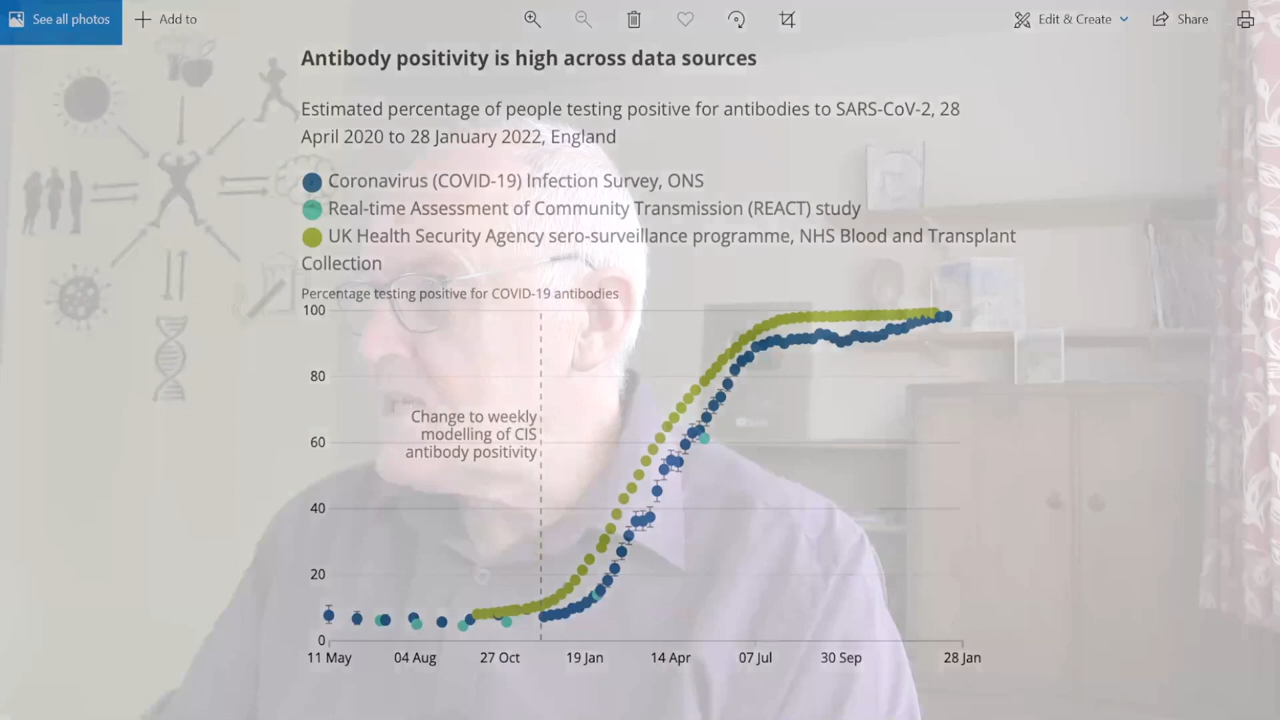 See all photos
Add to
Edit & Create
Share
Antibody positivity is high across data sources
Estimated percentage of people testing positive for antibodies to SARS-CoV-2, 28
April 2020 to 28 January 2022, England
Coronavirus (COVID-19) Infection Survey, ONS
Real-time Assessment of Community Transmission (REACT) study
UK Health Security Agency sero-surveillance programme, NHS Blood and Transplant
Collection
Percentage testing positive for COVID-19 antibodies
100
80
Change to weekly
modelling of CIS
antibody positivity
60
40
20
0
11 May
04 Aug
27 Oct
19 Jan
14 Apr
07 Jul
30 Sep
28 Jan